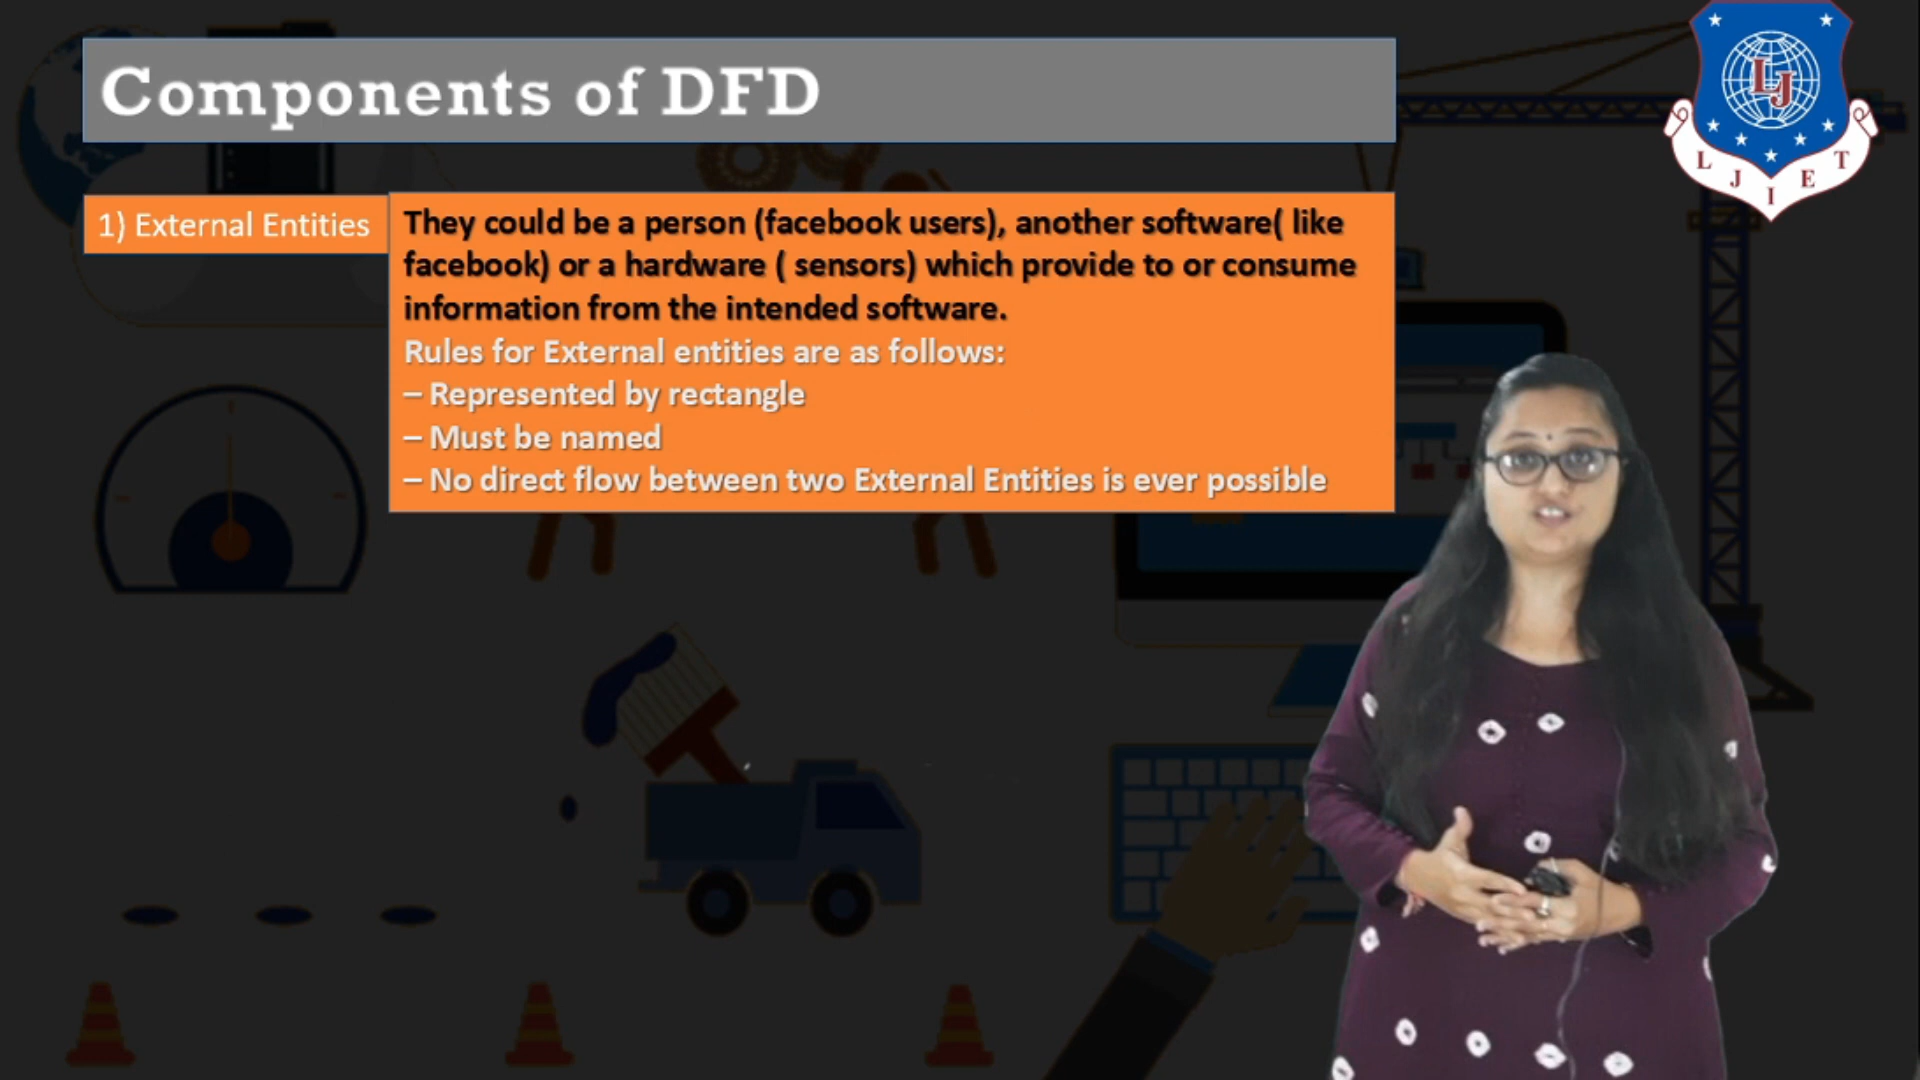 Components of DFD
1) External Entities
They could be a person (facebook users), another software( like
facebook) or a hardware ( sensors) which provide to or consume
information from the intended software.
Rules for External entities are as follows:
– Represented by rectangle
– Must be named
– No direct flow between two External Entities is ever possible
LJ
L J I E T